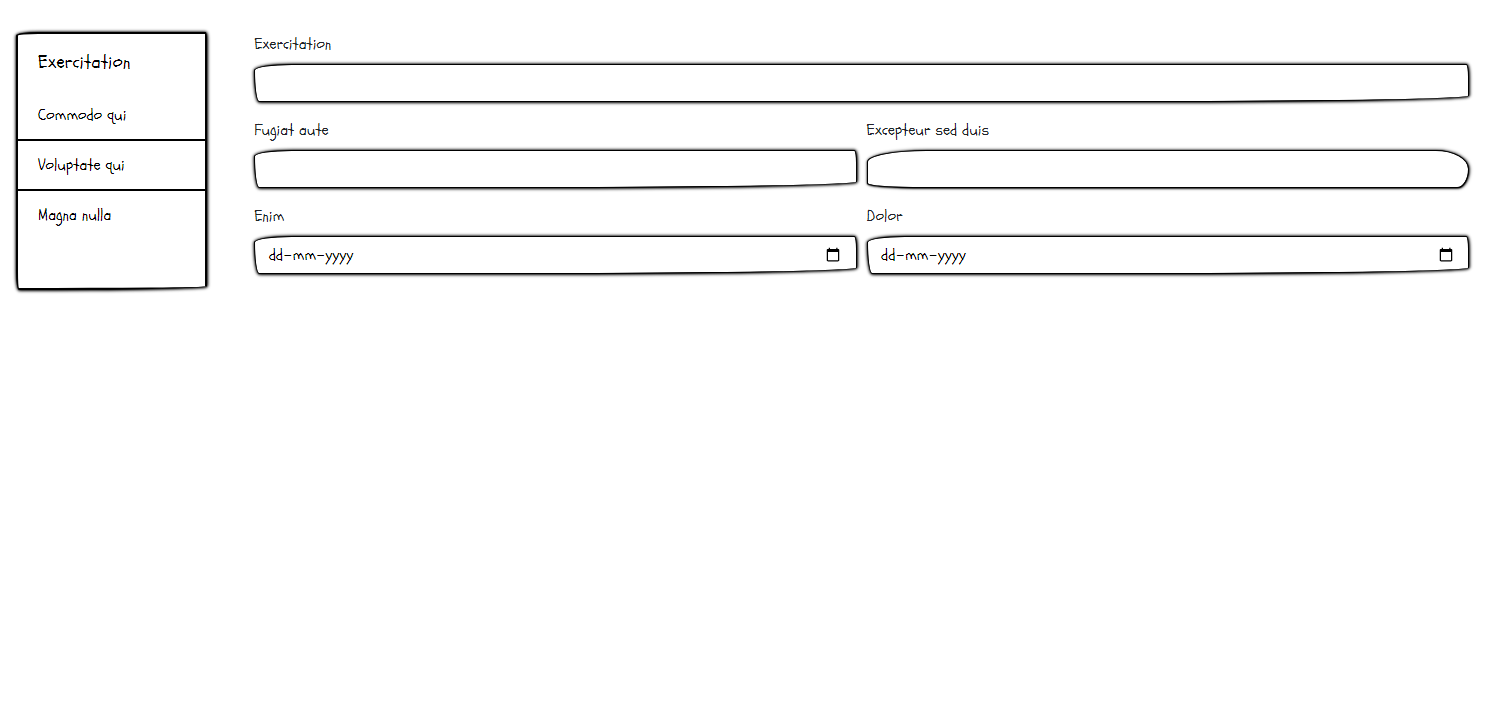 Exercitation
Commodo qui
Voluptate qui
Magna nulla
Exercitation
Fugiat aute
Excepteur sed duis
Enim
Dolor
dd-mm-yyyy
dd-mm-yyyy